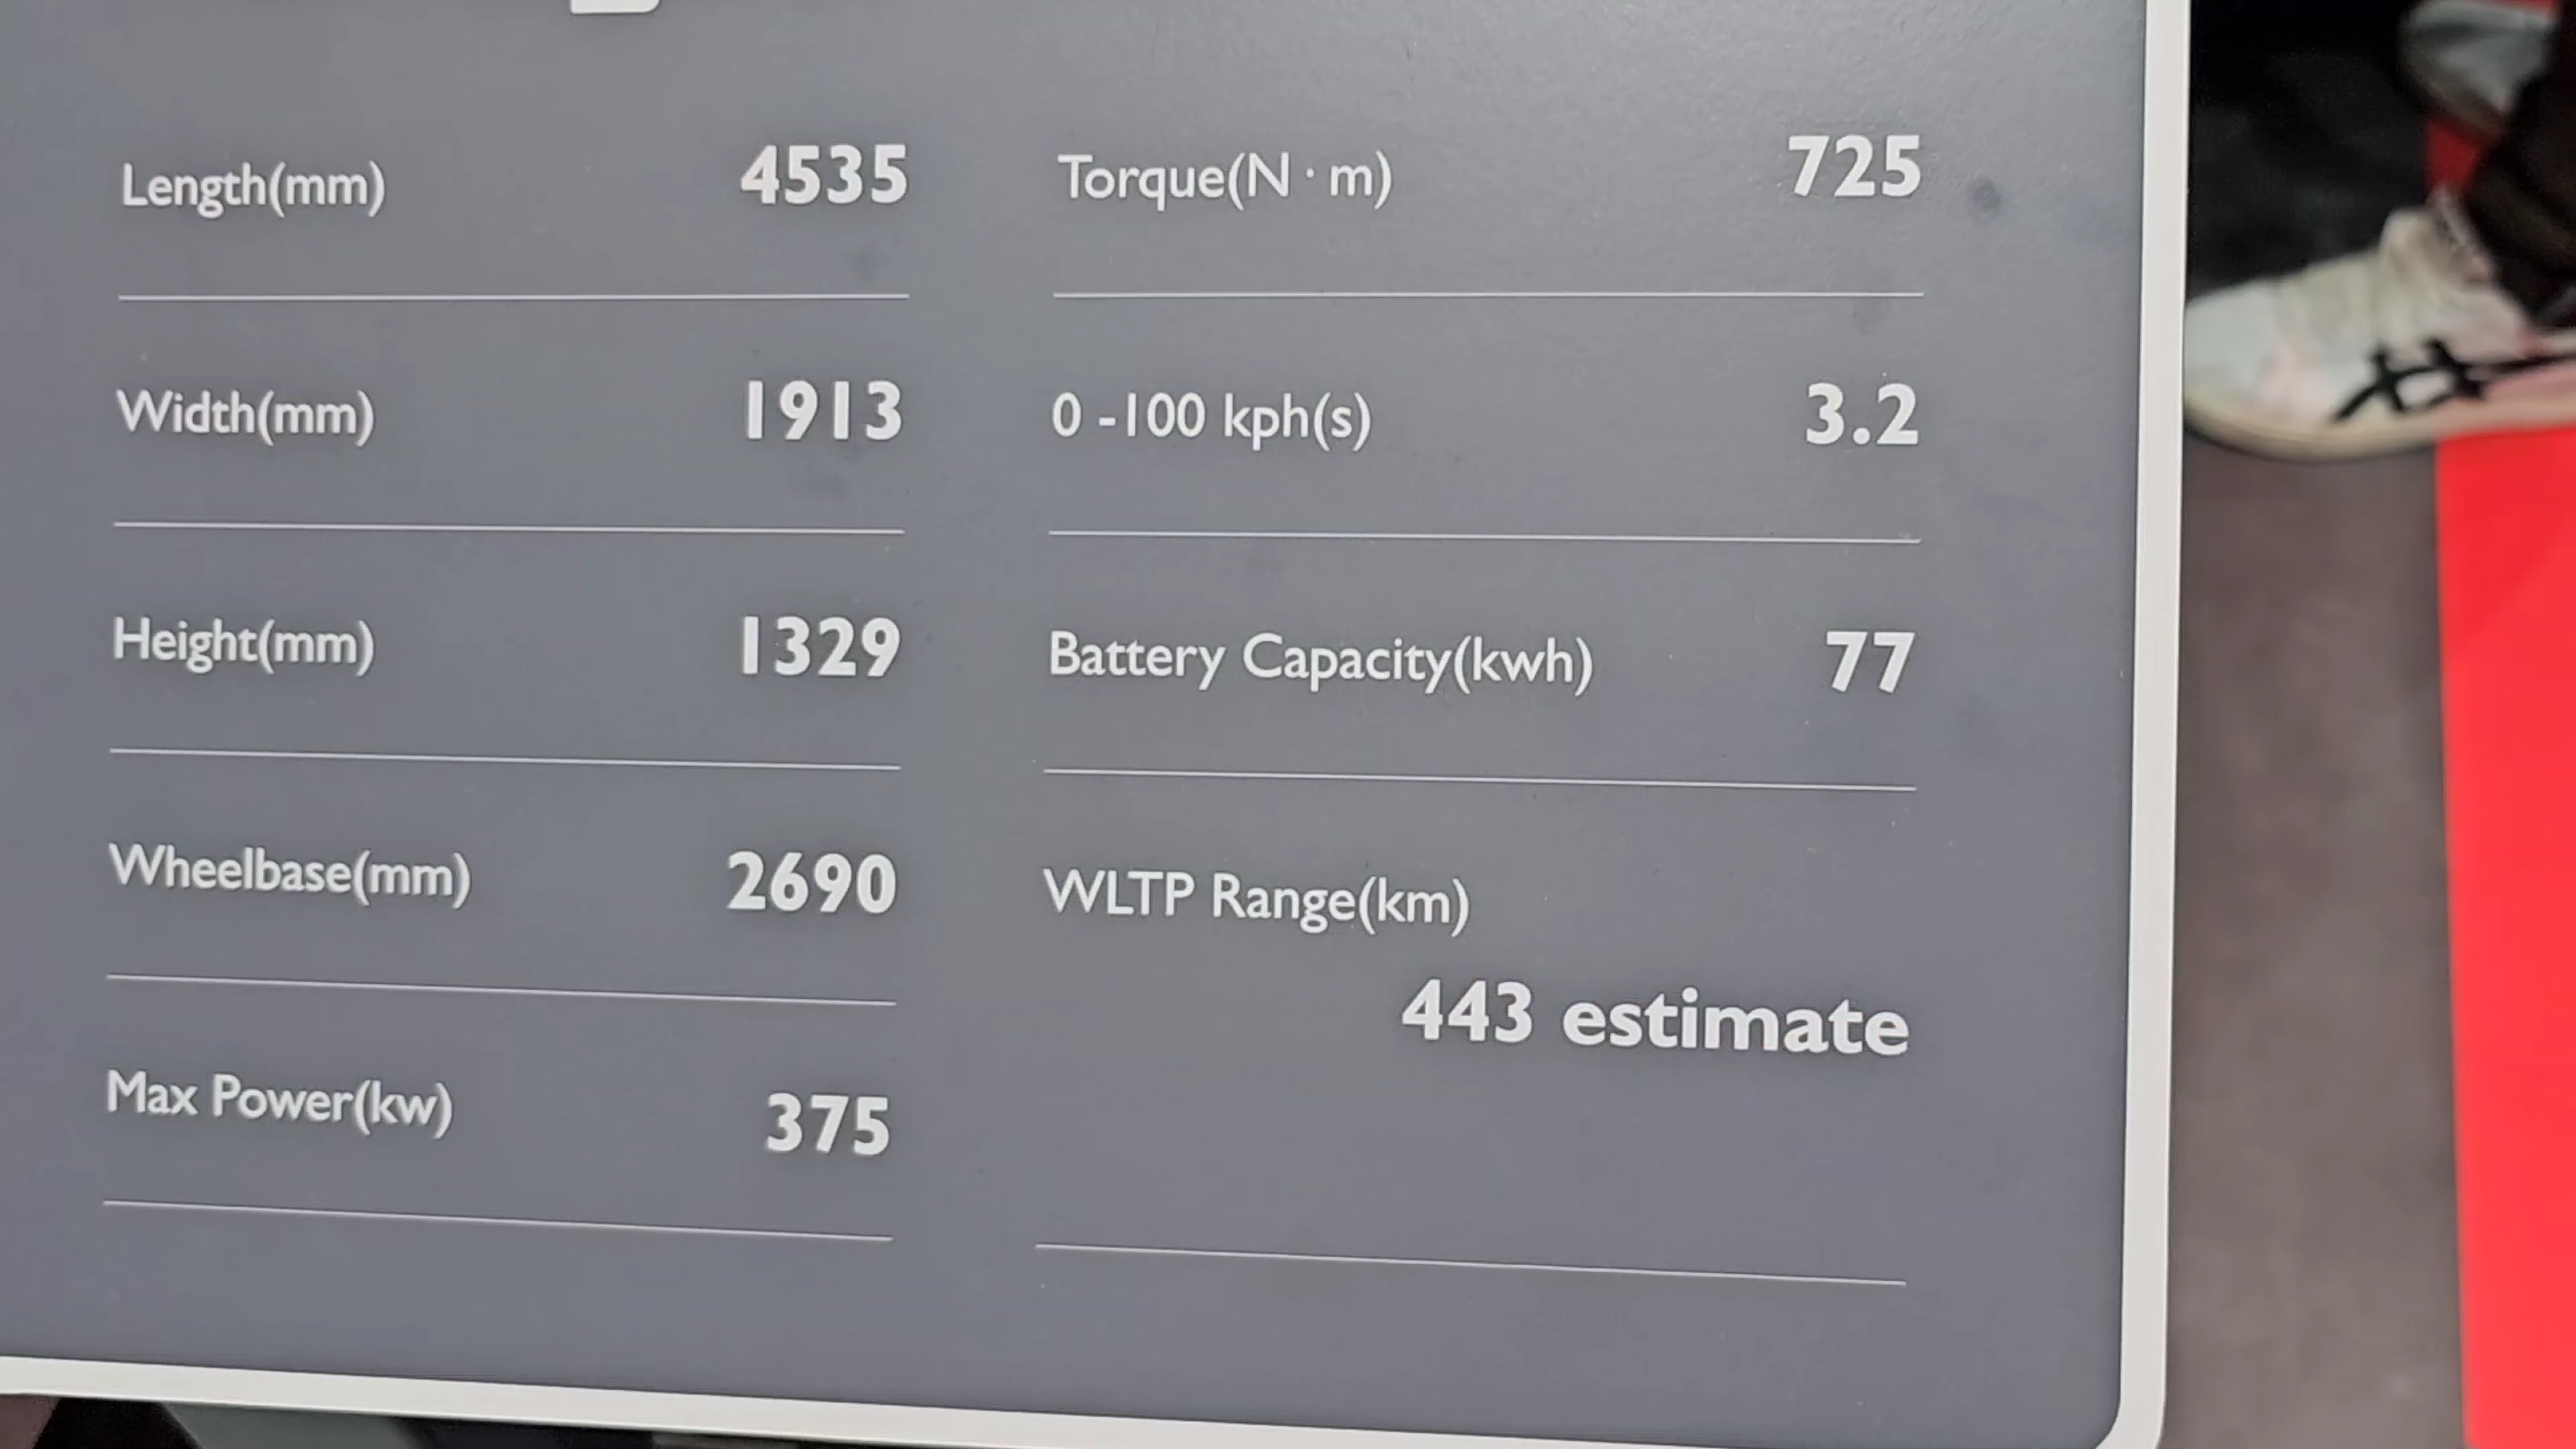 Length(mm) 4535
Width(mm) 1913
Height(mm) 1329
Wheelbase(mm) 2690
Max Power(kw) 375
Torque(N·m) 725
0 -100 kph(s) 3.2
Battery Capacity(kwh) 77
WLTP Range(km)
443 estimate